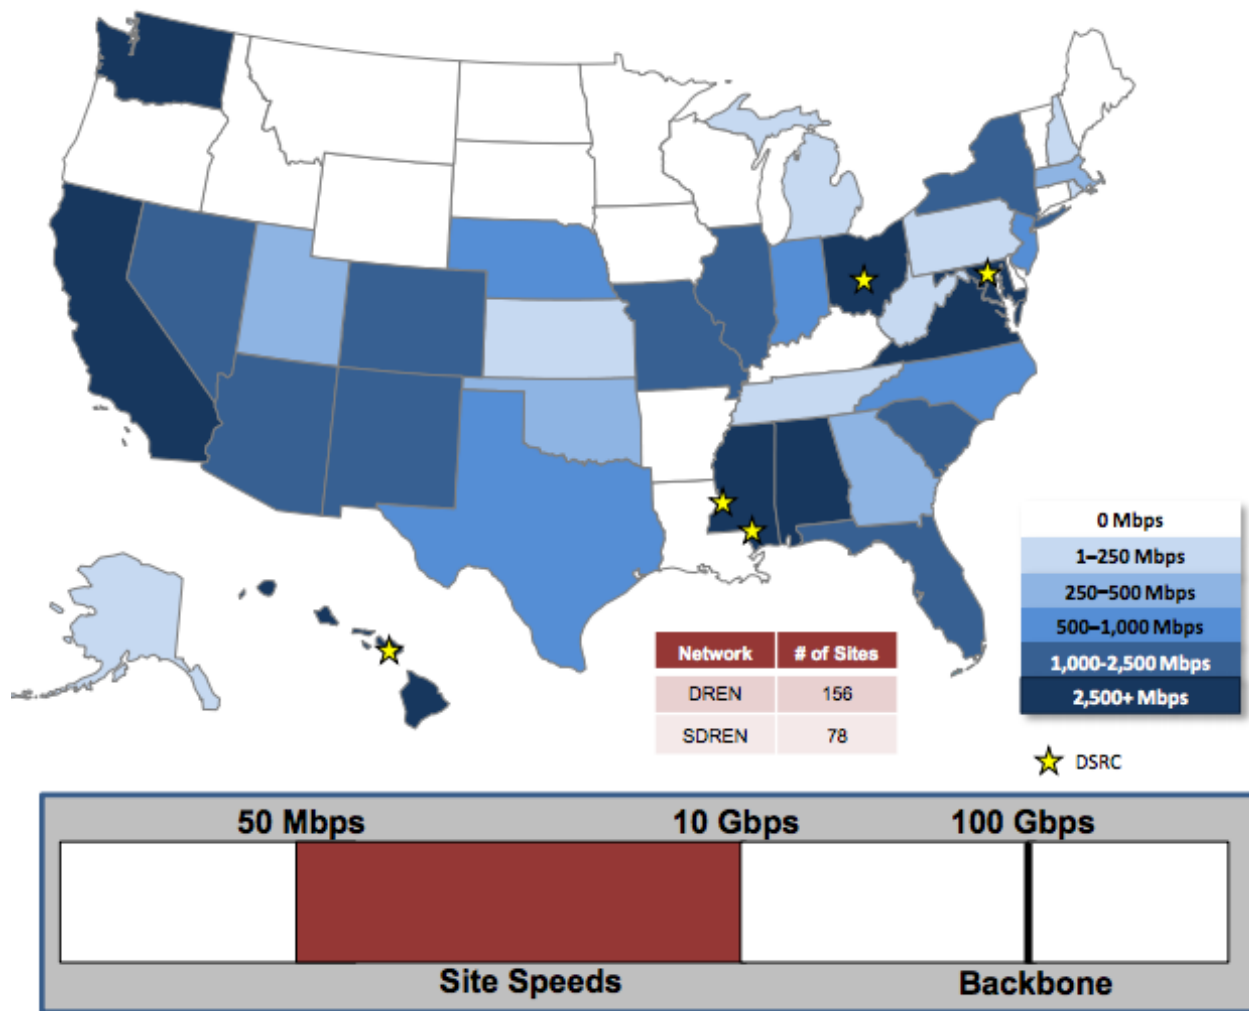 0 Mbps
1–250 Mbps
250–500 Mbps
500–1,000 Mbps
1,000-2,500 Mbps
2,500+ Mbps
DSRC
Network # of Sites
DREN 156
SDREN 78
50 Mbps 10 Gbps 100 Gbps
Site Speeds Backbone